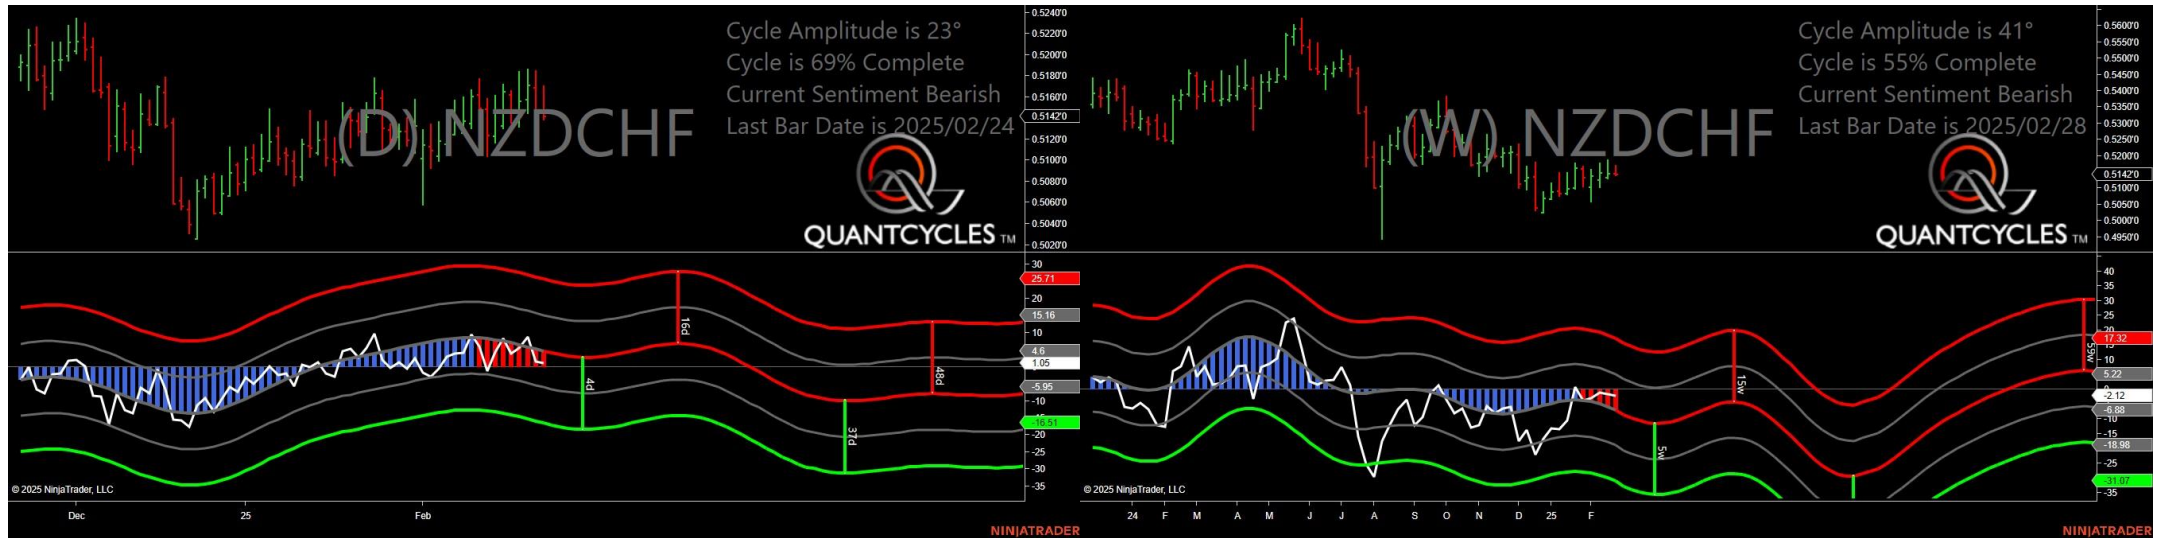 Cycle Amplitude is 23°
Cycle is 69% Complete
Current Sentiment Bearish
Last Bar Date is 2025/02/24
(D) NZDCHF
QUANTCYCLES TM
0.5240'0
0.5220'0
0.5200'0
0.5180'0
0.5160'0
0.5142'0
0.5120'0
0.5100'0
0.5080'0
0.5060'0
0.5040'0
0.5020'0
30
25.71
20
15.16
10
4.6
1.05
-5.95
-10
-16.51
-20
-25
-30
-35
4d
16d
37d
48d
© 2025 NinjaTrader, LLC
Dec
25
Feb
NINJATRADER
Cycle Amplitude is 41°
Cycle is 55% Complete
Current Sentiment Bearish
Last Bar Date is 2025/02/28
(W) NZDCHF
QUANTCYCLES TM
0.5600'0
0.5550'0
0.5500'0
0.5450'0
0.5400'0
0.5350'0
0.5300'0
0.5250'0
0.5200'0
0.5142'0
0.5100'0
0.5050'0
0.5000'0
0.4950'0
40
35
30
25
20
17.32
10
5.22
-2.12
-6.88
-10
-15
-18.98
-25
-31.07
-35
5w
15w
59w
© 2025 NinjaTrader, LLC
24
F
M
A
M
J
J
A
S
O
N
D
25
F
NINJATRADER